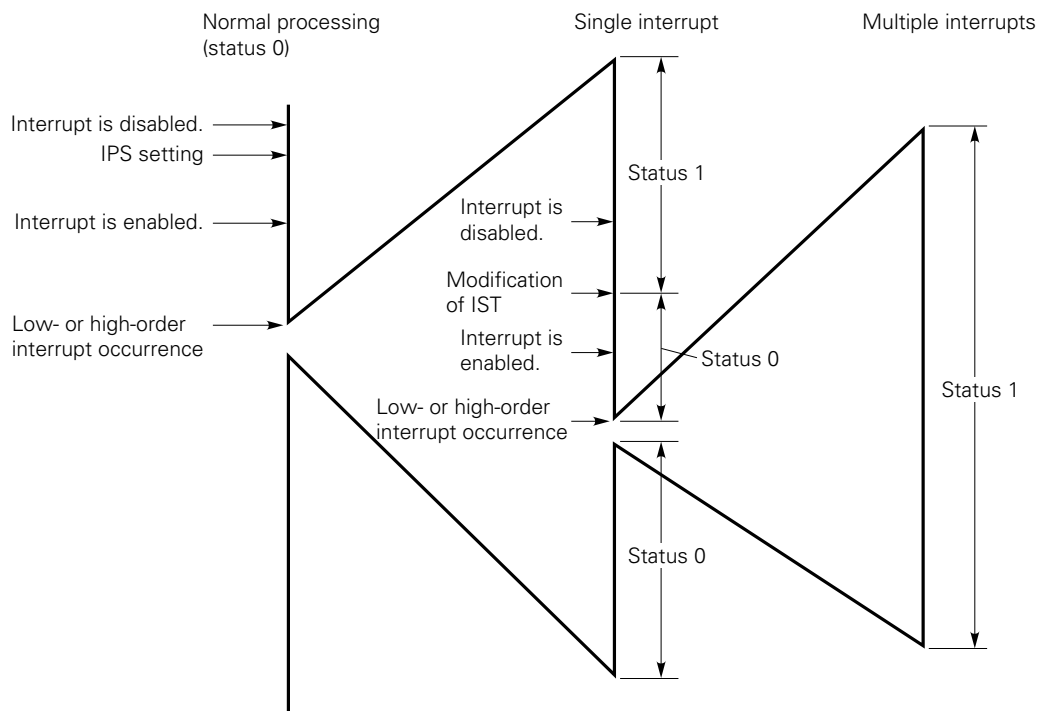 Normal processing
(status 0)
Single interrupt
Multiple interrupts
Interrupt is disabled.
IPS setting
Interrupt is enabled.
Low- or high-order
interrupt occurrence
Status 1
Interrupt is
disabled.
Modification
of IST
Interrupt is
enabled.
Status 0
Low- or high-order
interrupt occurrence
Status 0
Status 1